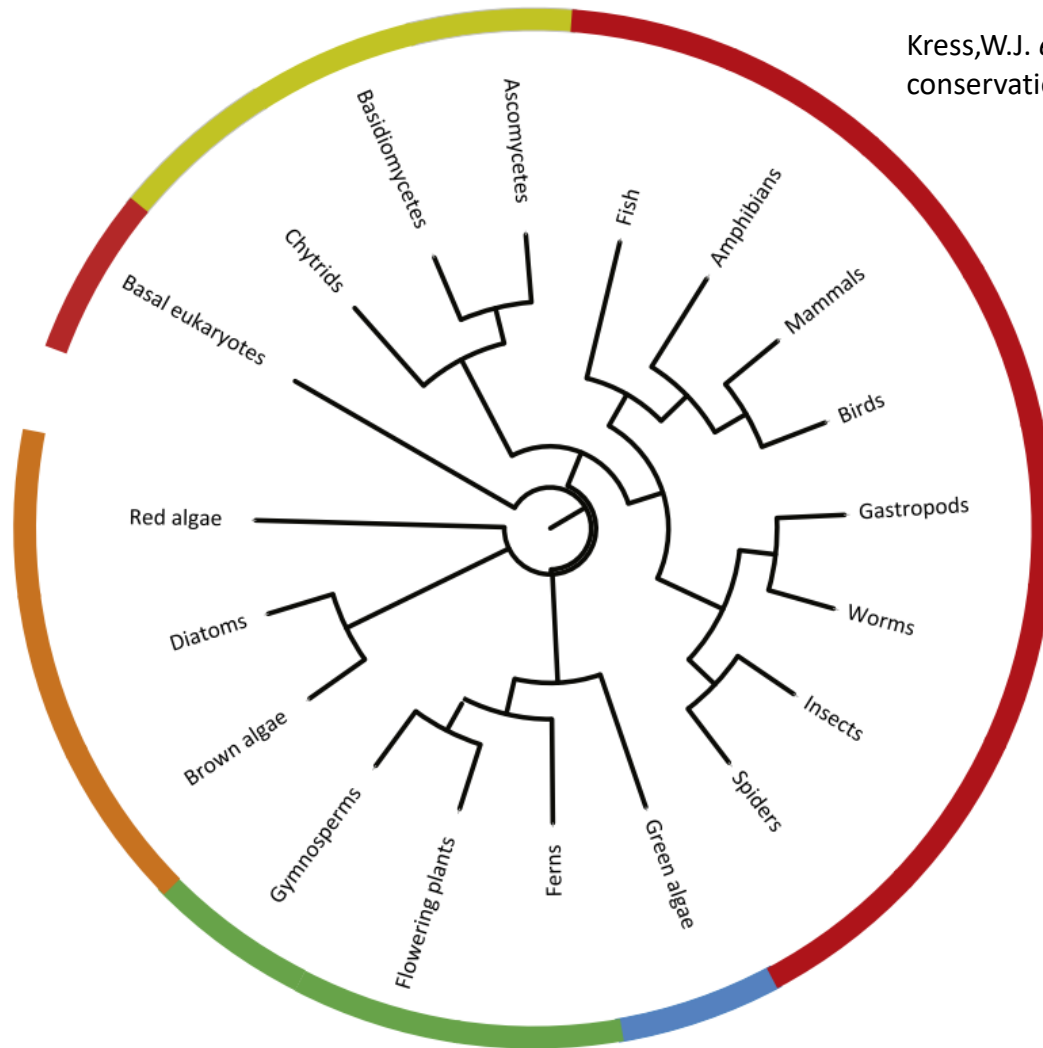 Kress,W.J.
conservatio
Ascomycetes
Basidiomycetes
Chytrids
Basal eukaryotes
Fish
Amphibians
Mammals
Birds
Gastropods
Worms
Insects
Spiders
Green algae
Ferns
Flowering plants
Gymnosperms
Brown algae
Diatoms
Red algae